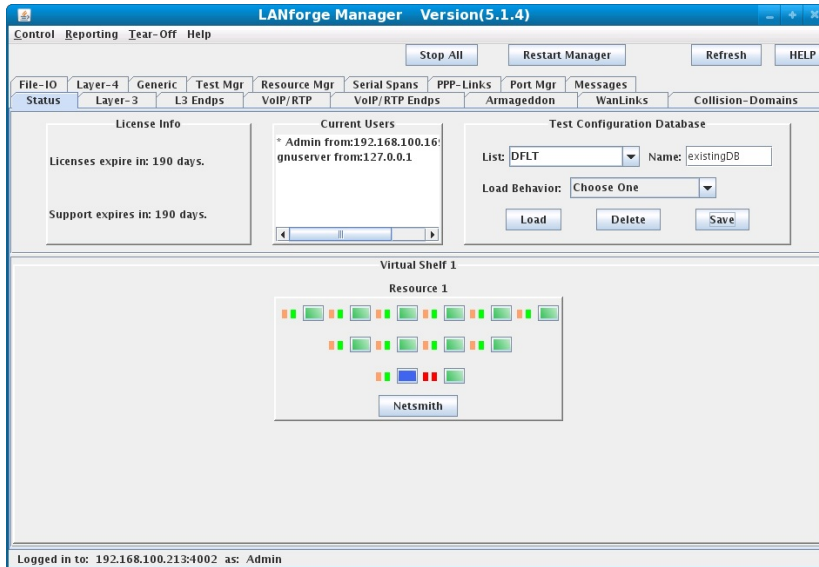 LANforge Manager Version(5.1.4)
Control Reporting Tear-Off Help
Stop All Restart Manager Refresh HELP
File-IO Layer-4 Generic Test Mgr Resource Mgr Serial Spans PPP-Links Port Mgr Messages
Status Layer-3 L3 Endps VoIP/RTP VoIP/RTP Endps Armageddon WanLinks Collision-Domains
License Info
Licenses expire in: 190 days.
Support expires in: 190 days.
Current Users
* Admin from:192.168.100.16
gnuserver from:127.0.0.1
Test Configuration Database
List: DFLT Name: existingDB
Load Behavior: Choose One
Load Delete Save
Virtual Shelf 1
Resource 1
Netsmith
Logged in to: 192.168.100.213:4002 as: Admin